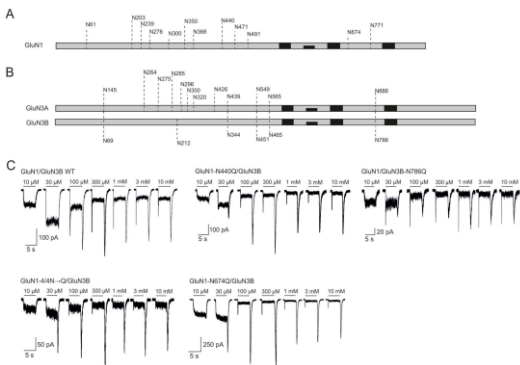 A
N203 N350 N440
N61 N239 N368 N471 N771
N276 N300 N491 N674
GluN1
B
N264 N285
N275 N426 N549
N145 N296 N439 N565 N886
N300
N320
GluN3A
GluN3B
N69 N212 N344 N451 N465 N786
C
GluN1/GluN3B WT
10 µM 30 µM 100 µM 300 µM 1 mM 3 mM 10 mM
100 pA
5 s
GluN1-N440Q/GluN3B
10 µM 30 µM 100 µM 300 µM 1 mM 3 mM 10 mM
100 pA
5 s
GluN1/GluN3B-N786Q
10 µM 30 µM 100 µM 300 µM 1 mM 3 mM 10 mM
20 pA
5 s
GluN1-4/4N→Q/GluN3B
10 µM 30 µM 100 µM 300 µM 1 mM 3 mM 10 mM
50 pA
5 s
GluN1-N674Q/GluN3B
10 µM 30 µM 100 µM 300 µM 1 mM 3 mM 10 mM
250 pA
5 s